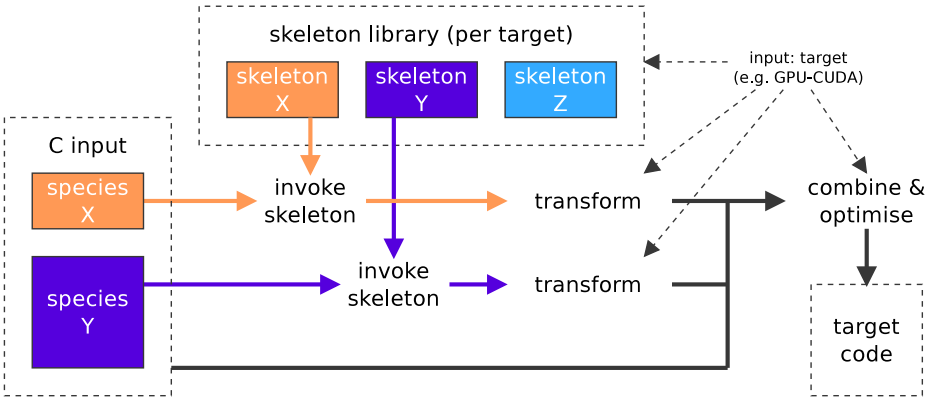 skeleton library (per target)
skeleton
X
skeleton
Y
skeleton
Z
input: target
(e.g. GPU-CUDA)
C input
species
X
invoke
skeleton
transform
combine &
optimise
species
Y
invoke
skeleton
transform
target
code